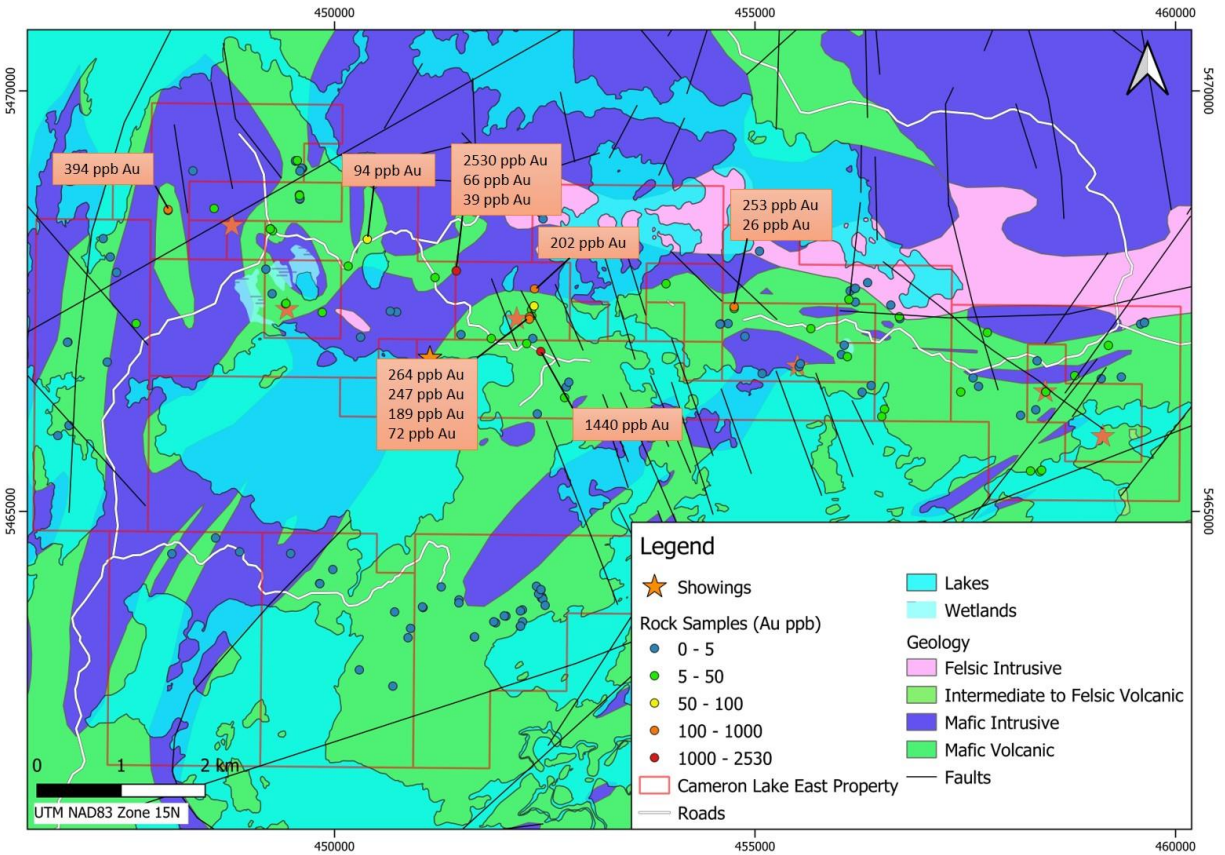 450000
455000
460000
5470000
5470000
394 ppb Au
94 ppb Au
2530 ppb Au
66 ppb Au
39 ppb Au
253 ppb Au
26 ppb Au
202 ppb Au
264 ppb Au
247 ppb Au
189 ppb Au
72 ppb Au
1440 ppb Au
5465000
5465000
Legend
Showings
Rock Samples (Au ppb)
0 - 5
5 - 50
50 - 100
100 - 1000
1000 - 2530
Cameron Lake East Property
Roads
Lakes
Wetlands
Geology
Felsic Intrusive
Intermediate to Felsic Volcanic
Mafic Intrusive
Mafic Volcanic
Faults
0 1 2 km
UTM NAD83 Zone 15N
450000
455000
460000